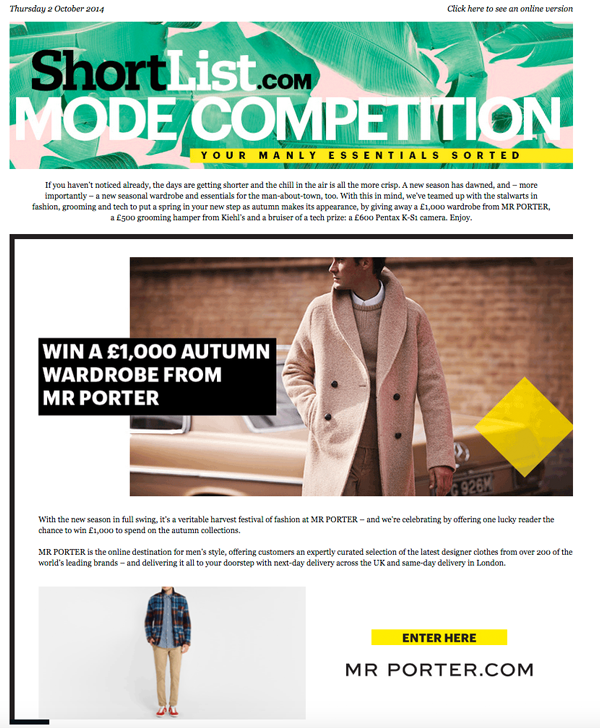 Thursday 2 October 2014
Click here to see an online version
ShortList.COM
MODE COMPETITION
YOUR MANLY ESSENTIALS SORTED
If you haven't noticed already, the days are getting shorter and the chill in the air is all the more crisp. A new season has dawned, and – more
importantly – a new seasonal wardrobe and essentials for the man-about-town, too. With this in mind, we've teamed up with the stalwarts in
fashion, grooming and tech to put a spring in your new step as autumn makes its appearance, by giving away a £1,000 wardrobe from MR PORTER,
a £500 grooming hamper from Kiehl's and a bruiser of a tech prize: a £600 Pentax K-S1 camera. Enjoy.
WIN A £1,000 AUTUMN
WARDROBE FROM
MR PORTER
926M
With the new season in full swing, it's a veritable harvest festival of fashion at MR PORTER – and we're celebrating by offering one lucky reader the
chance to win £1,000 to spend on the autumn collections.
MR PORTER is the online destination for men's style, offering customers an expertly curated selection of the latest designer clothes from over 200 of the
world's leading brands – and delivering it all to your doorstep with next-day delivery across the UK and same-day delivery in London.
ENTER HERE
MR PORTER.COM